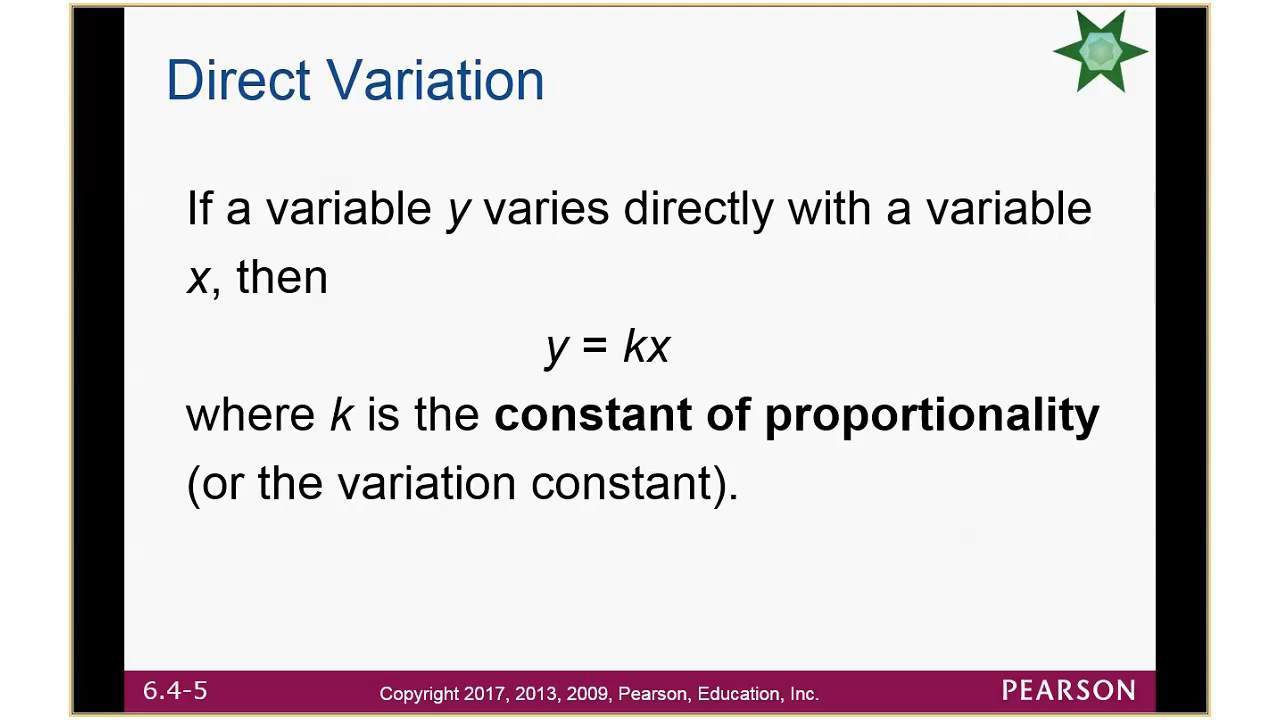 Direct Variation
If a variable y varies directly with a variable
x, then
y = kx
where k is the constant of proportionality
(or the variation constant).
6.4-5
Copyright 2017, 2013, 2009, Pearson, Education, Inc.
PEARSON